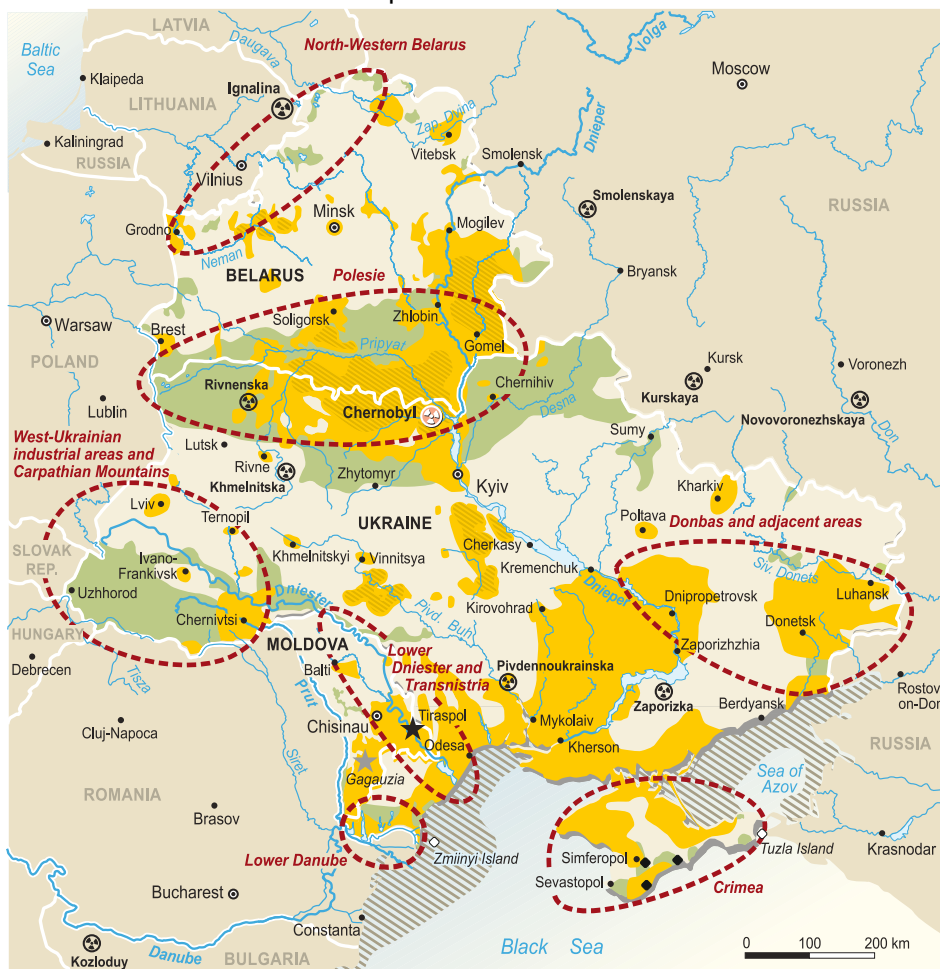 LATVIA
Daugava
North-Western Belarus
Volga
Baltic
Sea
Klaipeda
Ignalina
Moscow
LITHUANIA
Zap. Dvina
Dnieper
Kaliningrad
RUSSIA
Vitebsk
Smolensk
Vilnius
Smolenskaya
RUSSIA
Grodno
Minsk
Mogilev
Neman
BELARUS
Polesie
Bryansk
Warsaw
Brest
Soligorsk
Zhlobin
POLAND
Pripyat
Gomel
Kursk
Voronezh
Rivnenska
Chernihiv
Kurskaya
Lublin
Chernobyl
Desna
Novovoronezhskaya
Don
West-Ukrainian
industrial areas and
Carpathian Mountains
Lutsk
Rivne
Sumy
Khmelnitska
Zhytomyr
Kyiv
Kharkiv
Lviv
Ternopil
UKRAINE
Poltava
Donbas and adjacent areas
SLOVAK
REP.
Ivano-
Frankivsk
Khmelnitskyi
Vinnitsya
Cherkasy
Kremenchuk
Siv. Donets
Uzhhorod
Dniester
Pivd. Buh
Dnieper
Luhansk
Chernivtsi
Kirovohrad
Dnipropetrovsk
Donetsk
HUNGARY
Debrecen
Tisza
MOLDOVA
Lower
Dniester and
Transnistria
Zaporizhzhia
Balti
Prut
Pivdennoukrainska
Zaporizka
Rostov-
on-Don
Chisinau
Tiraspol
Mykolaiv
Berdyansk
Cluj-Napoca
Siret
Odesa
Kherson
RUSSIA
Gagauzia
Sea of
Azov
ROMANIA
Brasov
Lower Danube
Zmiinyi Island
Simferopol
Tuzla Island
Krasnodar
Sevastopol
Crimea
Bucharest
Constanta
Black Sea
0 100 200 km
Kozloduy
Danube
BULGARIA